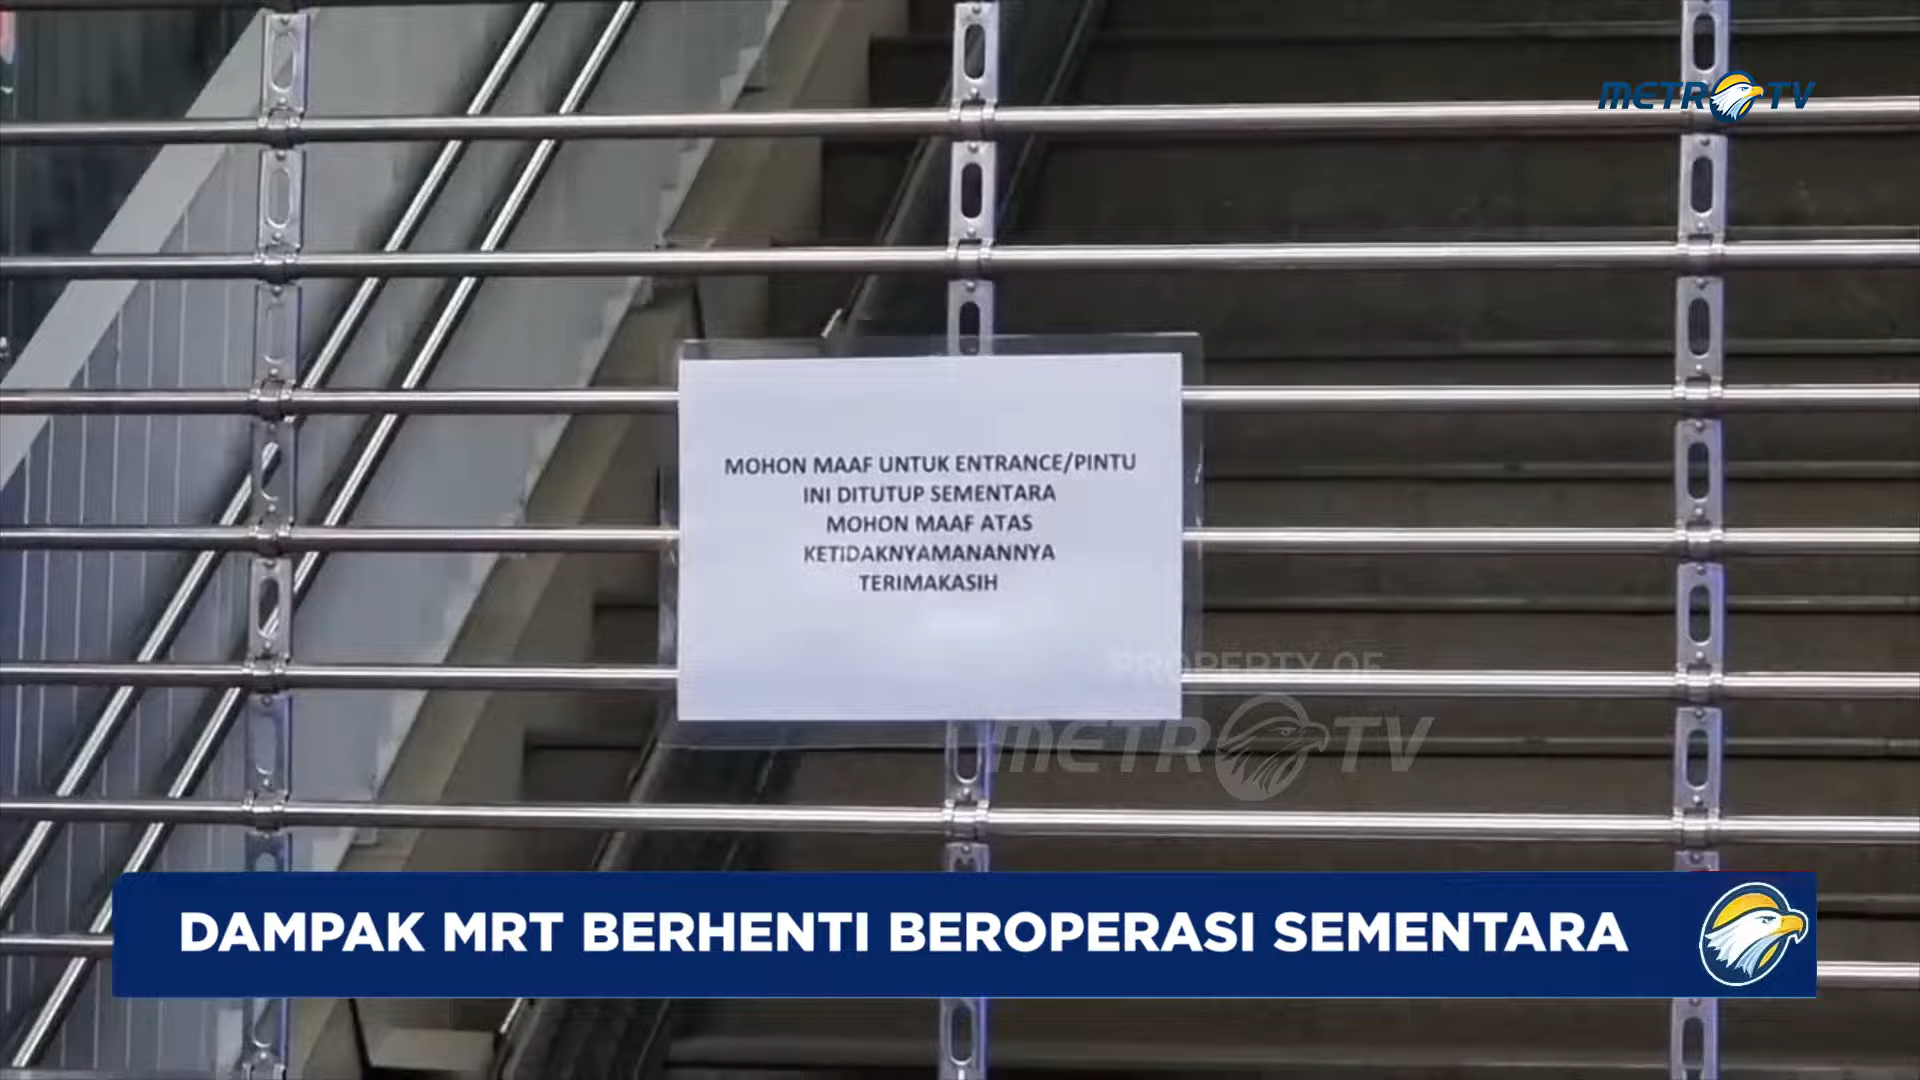 METRO TV
MOHON MAAF UNTUK ENTRANCE/PINTU
INI DITUTUP SEMENTARA
MOHON MAAF ATAS
KETIDAKNYAMANANNYA
TERIMAKASIH
PROPERTY OF
METRO TV
DAMPAK MRT BERHENTI BEROPERASI SEMENTARA